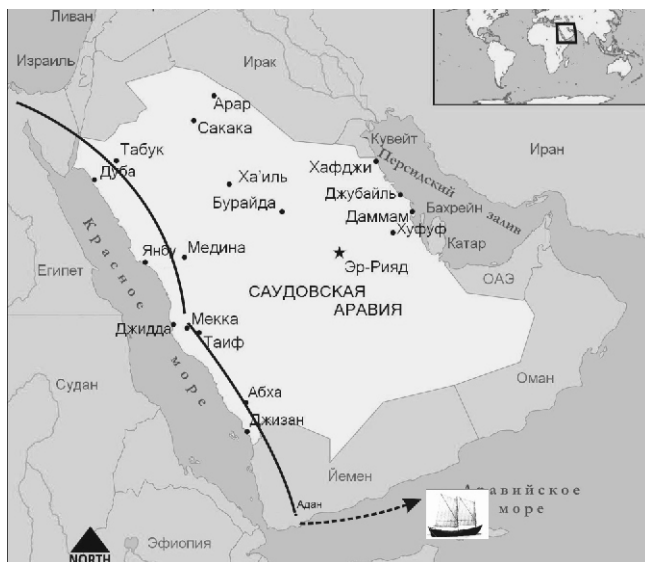 Ливан
Израиль
Ирак
Арар
Сакака
Кувейт
Иран
Табук
Дуба
Хафджи
Персидский
залив
Ха’иль
Джубайль
Бурайда
Бахрейн
Даммам
Хуфуф
Катар
Красное
море
Янбу
Медина
Египет
Эр-Рияд
ОАЭ
САУДОВСКАЯ
АРАВИЯ
Джидда
Мекка
Таиф
Оман
Судан
Абха
Джизан
Йемен
Аравийское
море
Адан
Эфиопия
NORTH